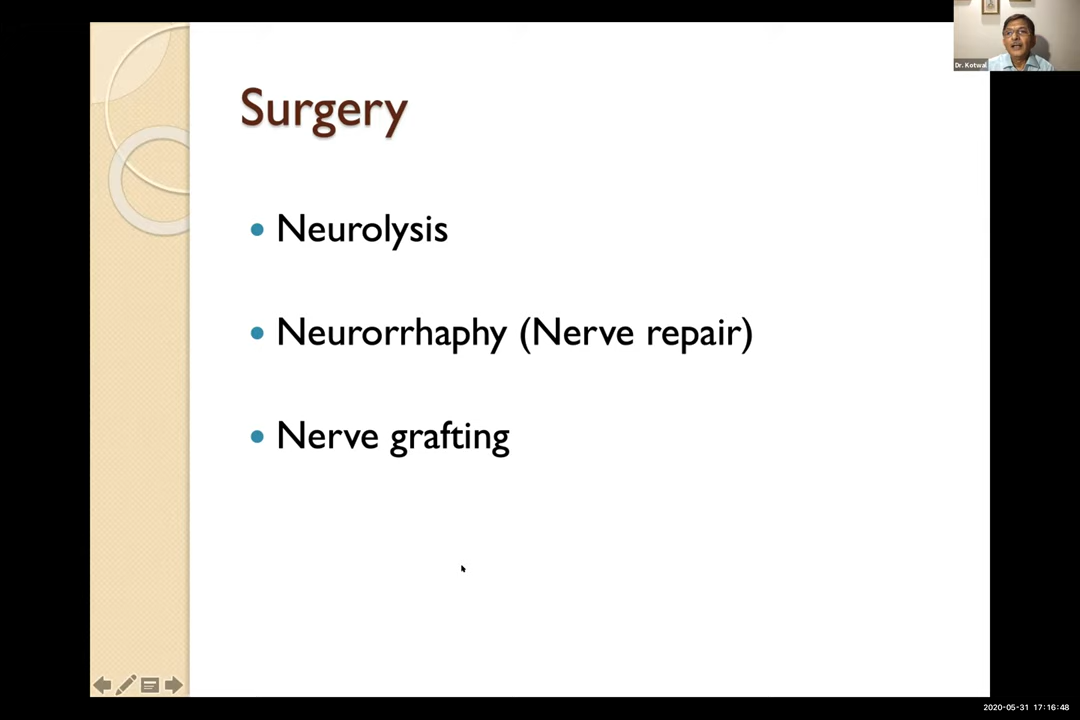 Dr. Kotwal
Surgery
Neurolysis
Neurorrhaphy (Nerve repair)
Nerve grafting
2020-05-31 17:16:48